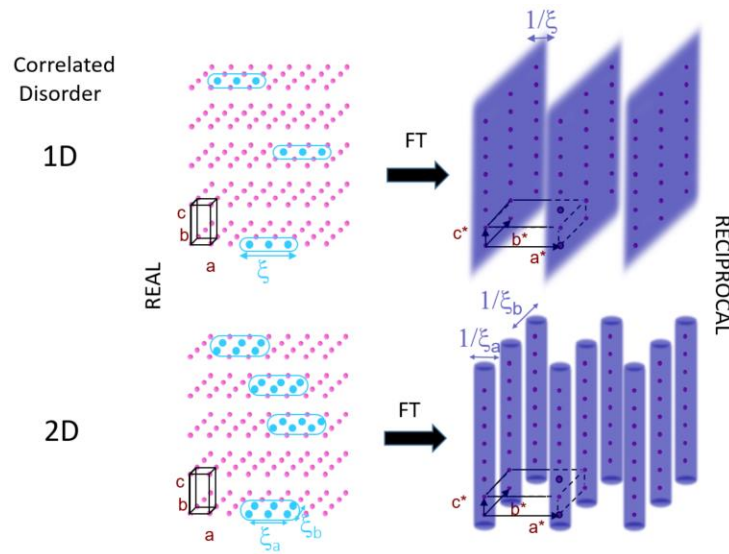 Correlated
Disorder
1D
REAL
c
b
a
ξ
FT
1/ξ
c*
b*
a*
RECIPROCAL
2D
c
b
a
ξa
ξb
FT
1/ξb
1/ξa
c*
b*
a*